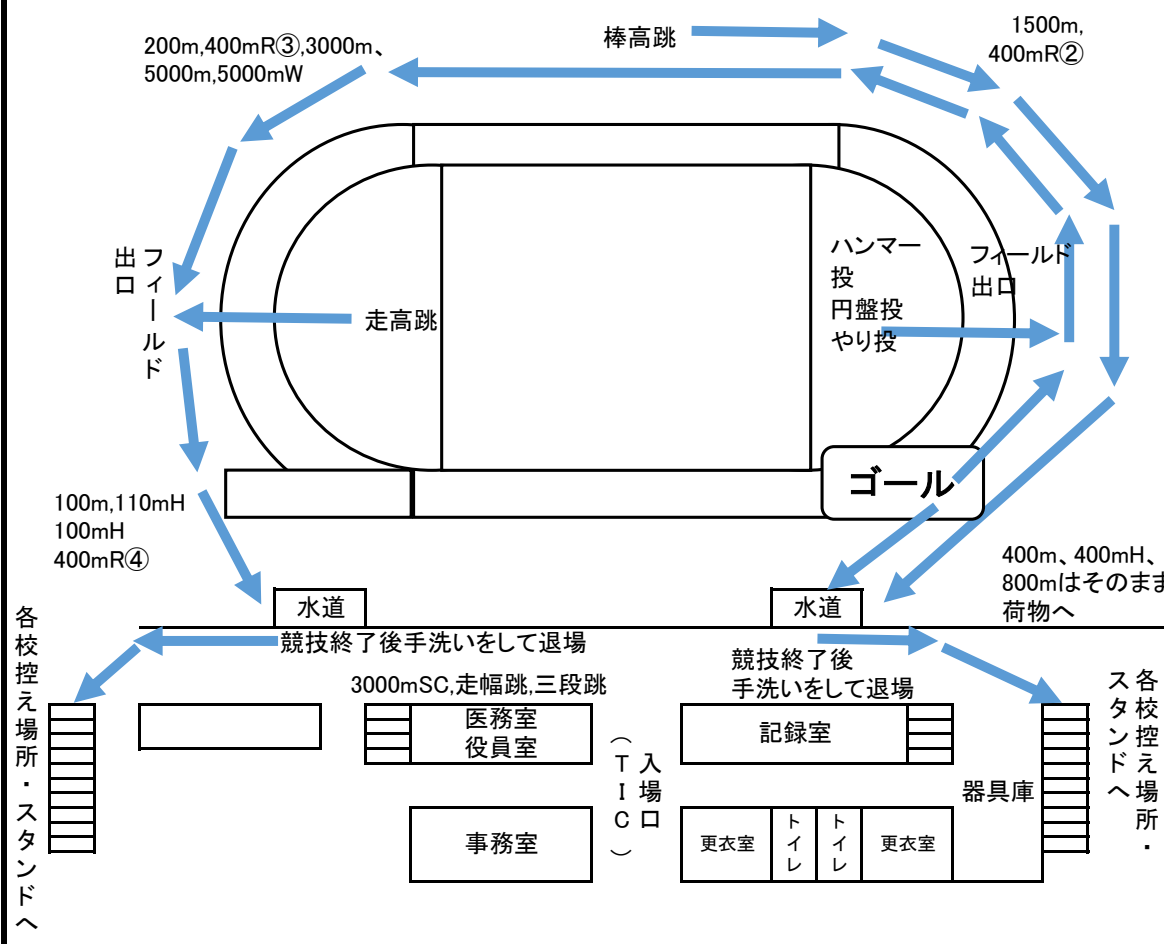 200m,400mR③,3000m、
5000m,5000mW
棒高跳
1500m,
400mR②
フィールド
出口
走高跳
ハンマー
投
円盤投
やり投
フィールド
出口
ゴール
100m,110mH
100mH
400mR④
400m、400mH、
800mはそのまま
荷物へ
水道
水道
競技終了後手洗いをして退場
競技終了後
手洗いをして退場
各校控え場所・スタンドへ
各校控え場所・
スタンドへ
3000mSC,走幅跳,三段跳
医務室
役員室
記録室
入場口
（TIC）
器具庫
事務室
更衣室
トイレ
トイレ
更衣室